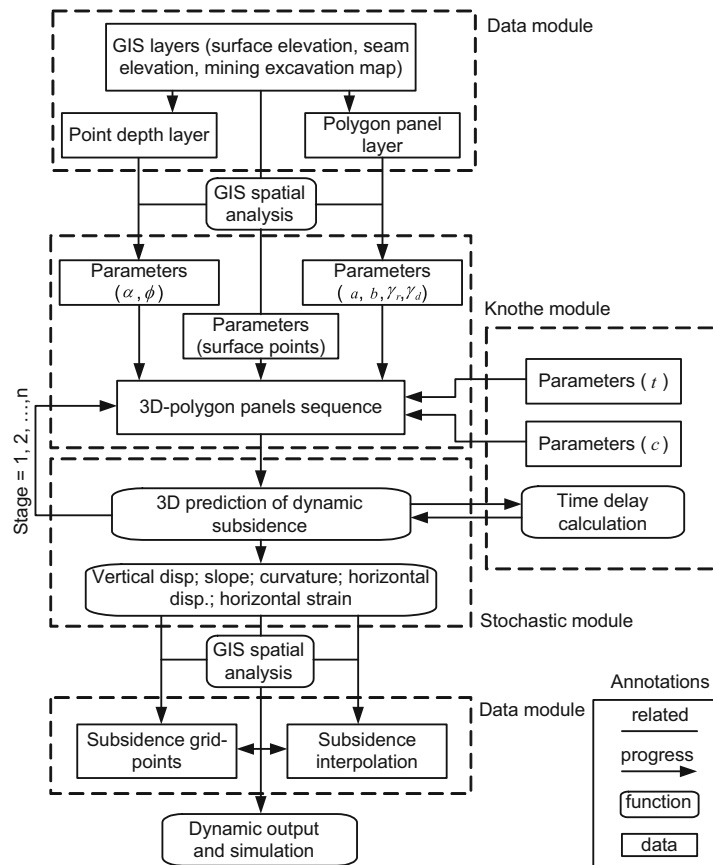 Data module
GIS layers (surface elevation, seam
elevation, mining excavation map)
Point depth layer
Polygon panel
layer
GIS spatial
analysis
Parameters
(α, ϕ)
Parameters
(a, b, γr, γd)
Parameters
(surface points)
Knothe module
3D-polygon panels sequence
Parameters (t)
Parameters (c)
Stage = 1, 2, ...,n
3D prediction of dynamic
subsidence
Time delay
calculation
Vertical disp; slope; curvature; horizontal
disp.; horizontal strain
Stochastic module
GIS spatial
analysis
Data module
Subsidence grid-
points
Subsidence
interpolation
Dynamic output
and simulation
Annotations
related
progress
function
data